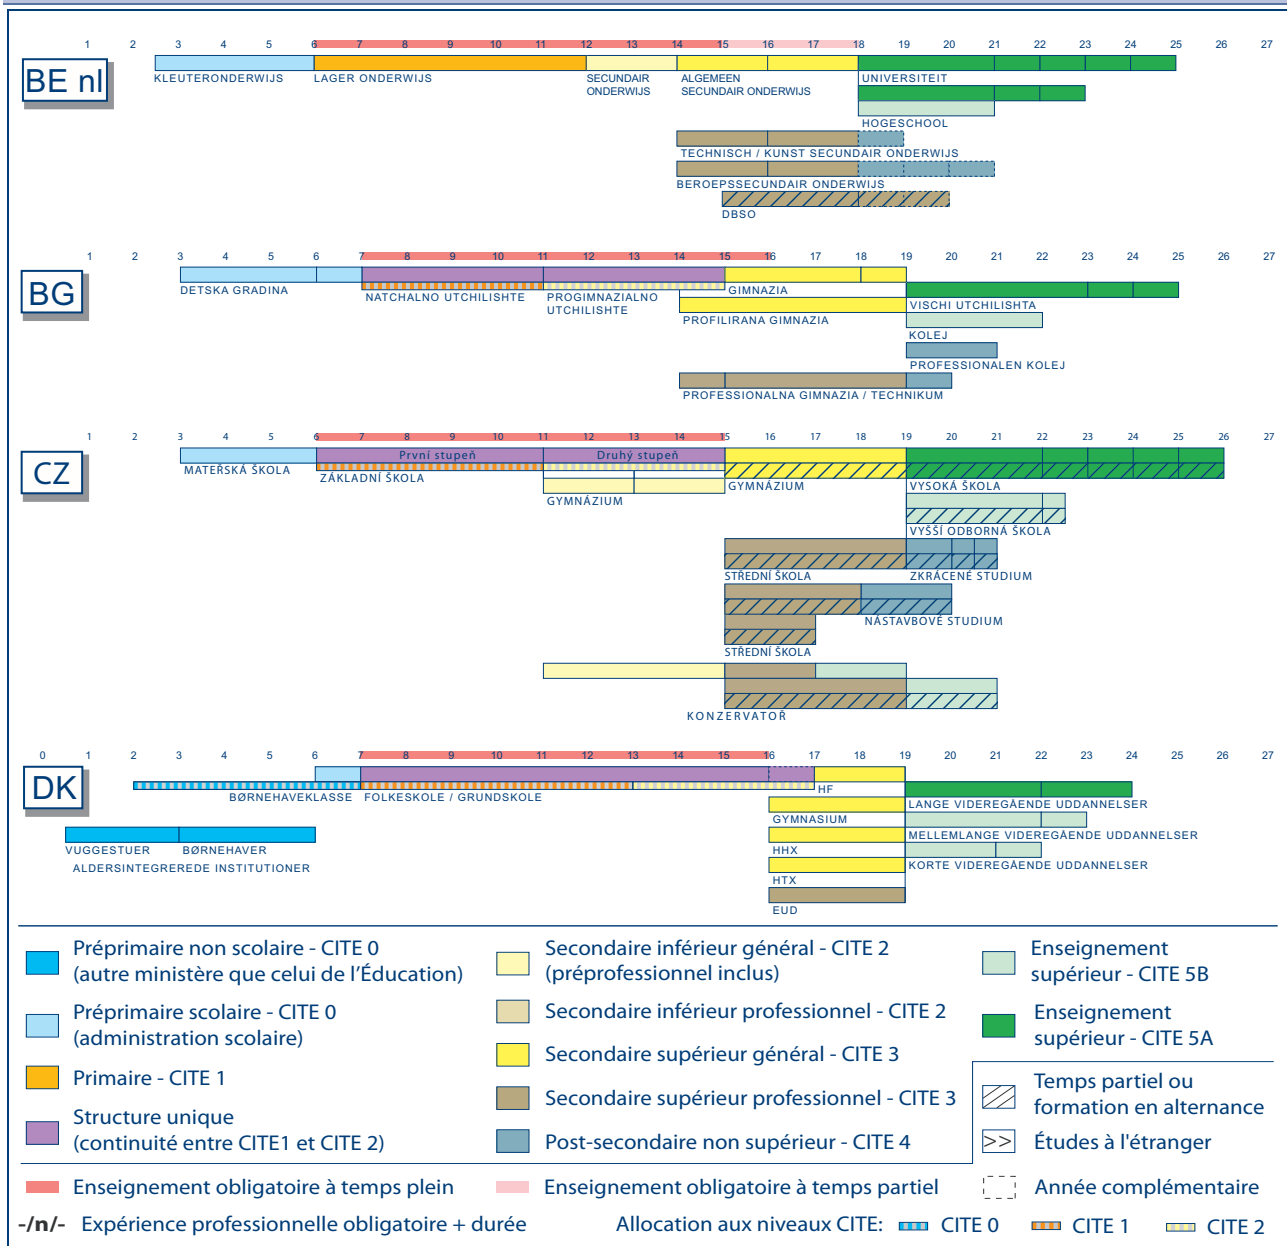 1 2 3 4 5 6 7 8 9 10 11 12 13 14 15 16 17 18 19 20 21 22 23 24 25 26 27
BE nl
KLEUTERONDERWIJS LAGER ONDERWIJS SECUNDAIR ONDERWIJS ALGEMEEN SECUNDAIR ONDERWIJS UNIVERSITEIT
HOGESCHOOL
TECHNISCH / KUNST SECUNDAIR ONDERWIJS
BEROEPSSECUNDAIR ONDERWIJS
DBSO
1 2 3 4 5 6 7 8 9 10 11 12 13 14 15 16 17 18 19 20 21 22 23 24 25 26 27
BG
DETSKA GRADINA NATCHALNO UTCHILISHTE PROGIMNAZIALNO UTCHILISHTE GIMNAZIA
VISCHI UTCHILISHTA
PROFILIRANA GIMNAZIA
KOLEJ
PROFESSIONALEN KOLEJ
PROFESSIONALNA GIMNAZIA / TECHNIKUM
1 2 3 4 5 6 7 8 9 10 11 12 13 14 15 16 17 18 19 20 21 22 23 24 25 26 27
CZ
První stupeň Druhý stupeň
MATEŘSKÁ ŠKOLA ZÁKLADNÍ ŠKOLA GYMNÁZIUM GYMNÁZIUM VYSOKÁ ŠKOLA
VYŠŠÍ ODBORNÁ ŠKOLA
STŘEDNÍ ŠKOLA ZKRÁCENÉ STUDIUM
NÁSTAVBOVÉ STUDIUM
STŘEDNÍ ŠKOLA
KONZERVATOŘ
0 1 2 3 4 5 6 7 8 9 10 11 12 13 14 15 16 17 18 19 20 21 22 23 24 25 26 27
DK
BØRNEHAVEKLASSE FOLKESKOLE / GRUNDSKOLE HF
LANGE VIDEREGÅENDE UDDANNELSER
GYMNASIUM
MELLEMLANGE VIDEREGÅENDE UDDANNELSER
VUGGESTUER BØRNEHAVER HHX
KORTE VIDEREGÅENDE UDDANNELSER
ALDERSINTEGREREDE INSTITUTIONER
HTX
EUD
Préprimaire non scolaire - CITE 0
(autre ministère que celui de l'Éducation)
Préprimaire scolaire - CITE 0
(administration scolaire)
Primaire - CITE 1
Structure unique
(continuité entre CITE1 et CITE 2)
Secondaire inférieur général - CITE 2
(préprofessionnel inclus)
Secondaire inférieur professionnel - CITE 2
Secondaire supérieur général - CITE 3
Secondaire supérieur professionnel - CITE 3
Post-secondaire non supérieur - CITE 4
Enseignement
supérieur - CITE 5B
Enseignement
supérieur - CITE 5A
Temps partiel ou
formation en alternance
>> Études à l'étranger
Enseignement obligatoire à temps plein
Enseignement obligatoire à temps partiel
Année complémentaire
-/n/- Expérience professionnelle obligatoire + durée
Allocation aux niveaux CITE: CITE 0 CITE 1 CITE 2